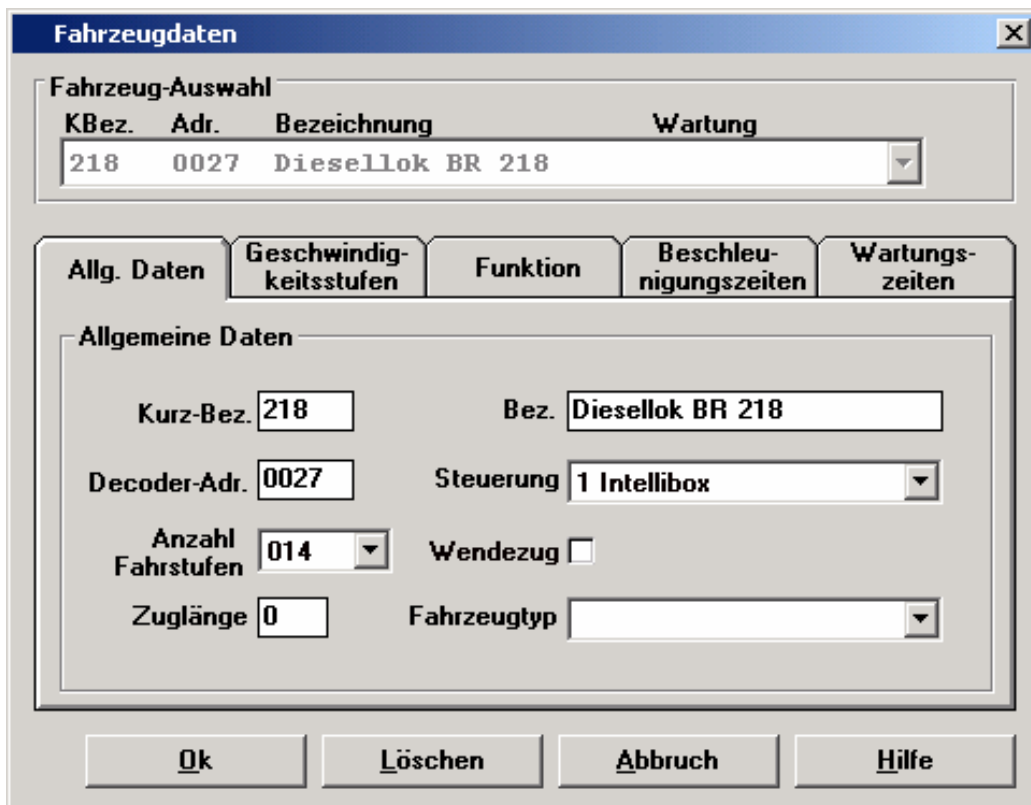 Fahrzeugdaten
Fahrzeug-Auswahl
KBez. Adr. Bezeichnung Wartung
218 0027 Diesellok BR 218
Allg. Daten
Geschwindig-
keitsstufen
Funktion
Beschleu-
nigungszeiten
Wartungs-
zeiten
Allgemeine Daten
Kurz-Bez. 218 Bez. Diesellok BR 218
Decoder-Adr. 0027 Steuerung 1 Intellibox
Anzahl
Fahrstufen 014 Wendezug
Zuglänge 0 Fahrzeugtyp
Ok Löschen Abbruch Hilfe